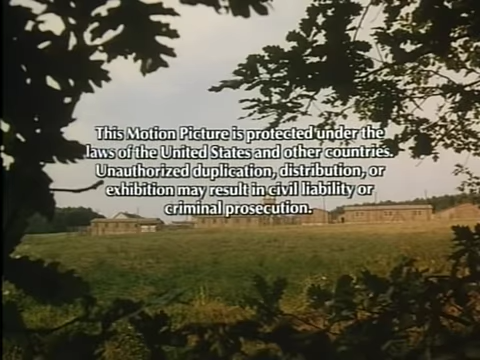 This Motion Picture is protected under the
laws of the United States and other countries.
Unauthorized duplication, distribution, or
exhibition may result in civil liability or
criminal prosecution.